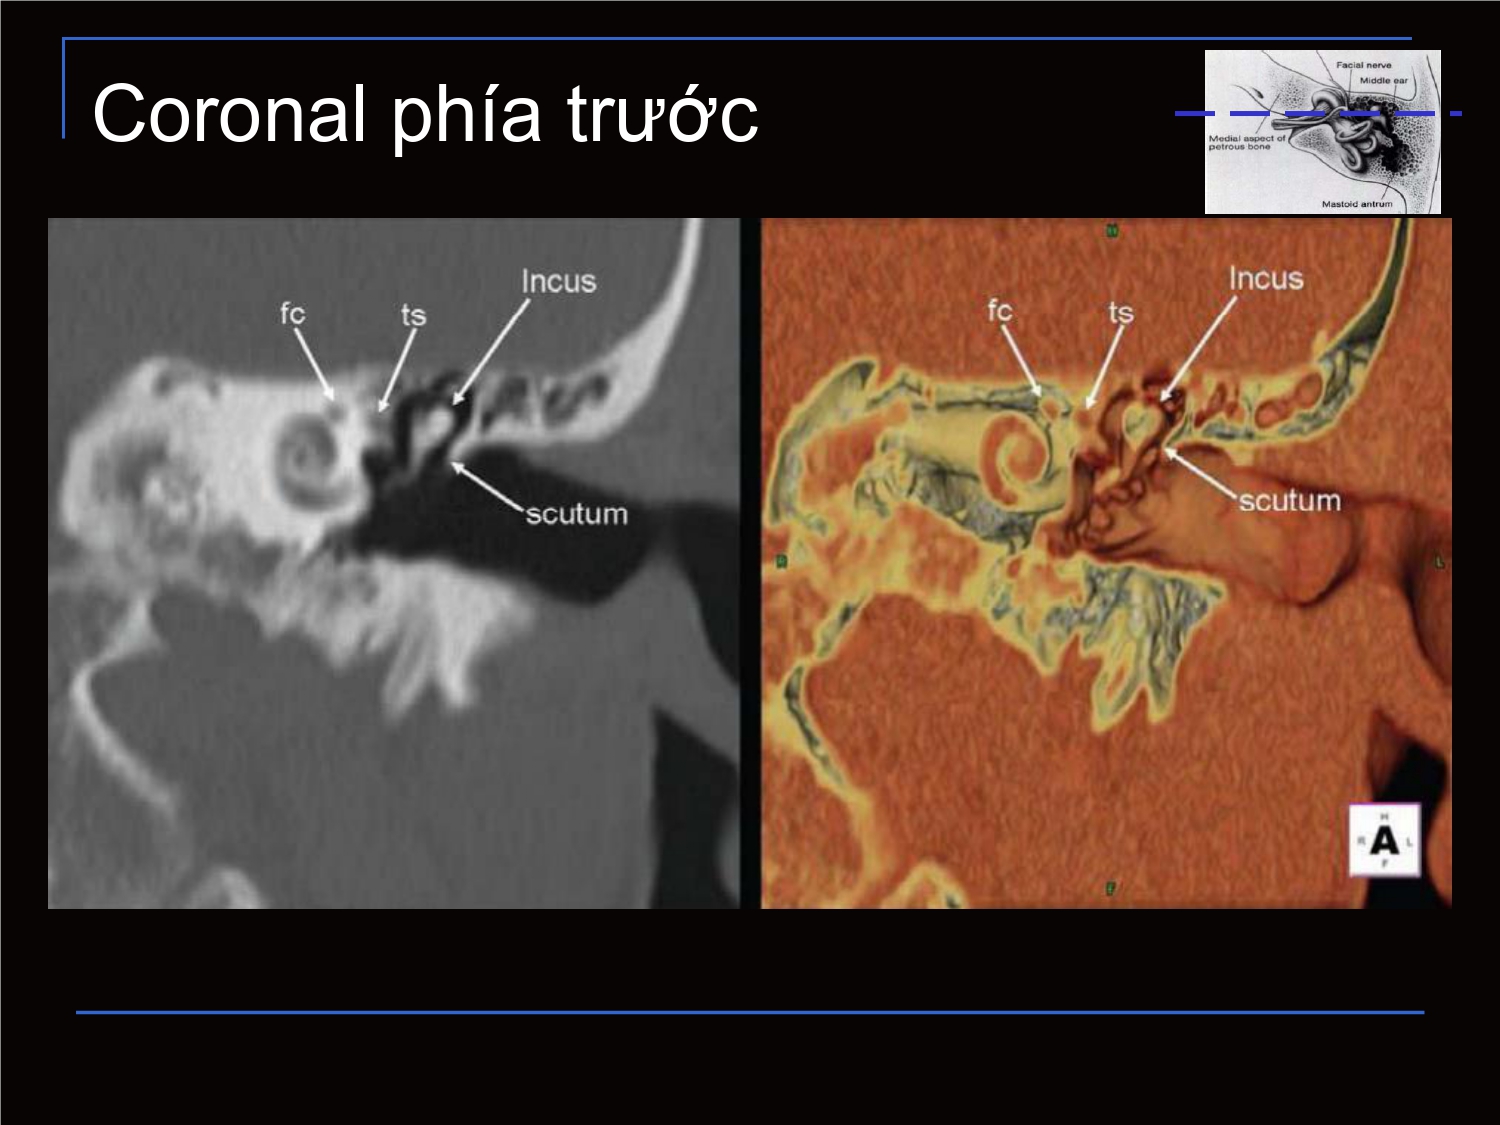 Coronal phía trước
Facial nerve
Middle ear
Medial aspect of
petrous bone
Mastoid antrum
Incus
fc
ts
scutum
H
Incus
fc
ts
scutum
R
L
H
R A L
F
F